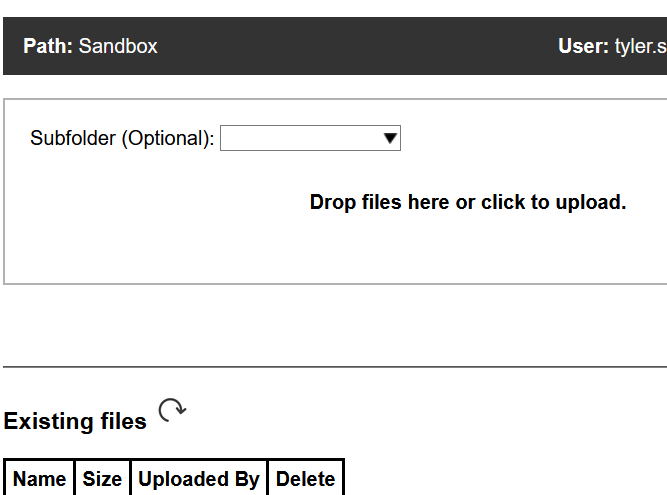 Path: Sandbox User: tyler.s
Subfolder (Optional):
Drop files here or click to upload.
Existing files
Name Size Uploaded By Delete